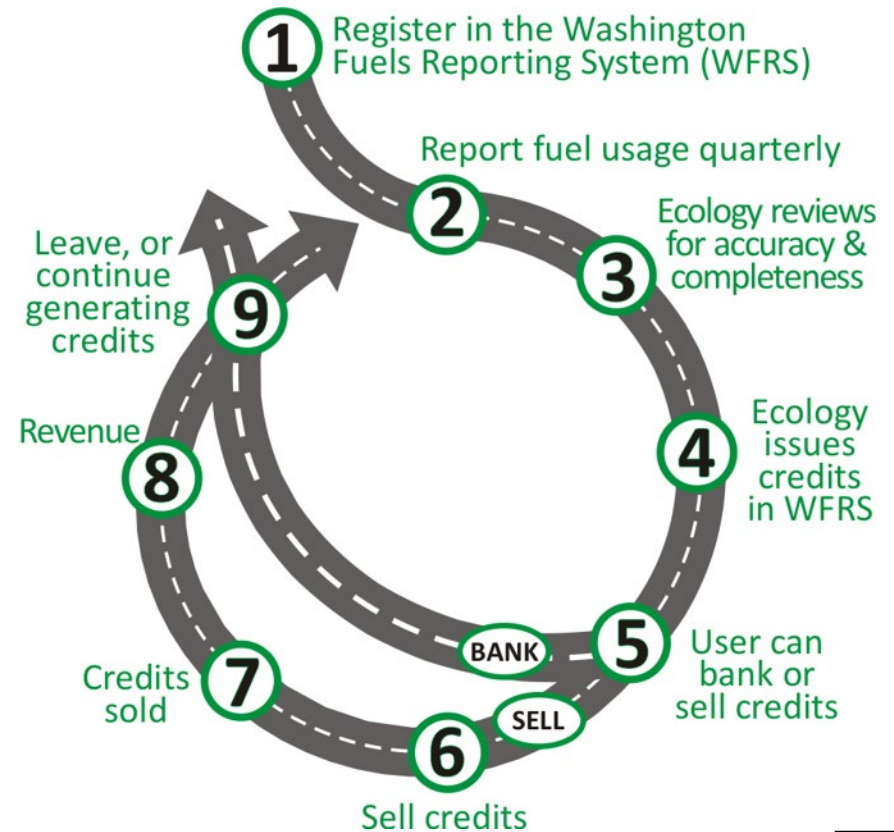 1
Register in the Washington
Fuels Reporting System (WFRS)
Report fuel usage quarterly
2
Ecology reviews
for accuracy &
completeness
3
Ecology
issues
credits
in WFRS
4
User can
bank or
sell credits
5
BANK
SELL
6
Sell credits
7
Credits
sold
8
Revenue
9
Leave, or
continue
generating
credits